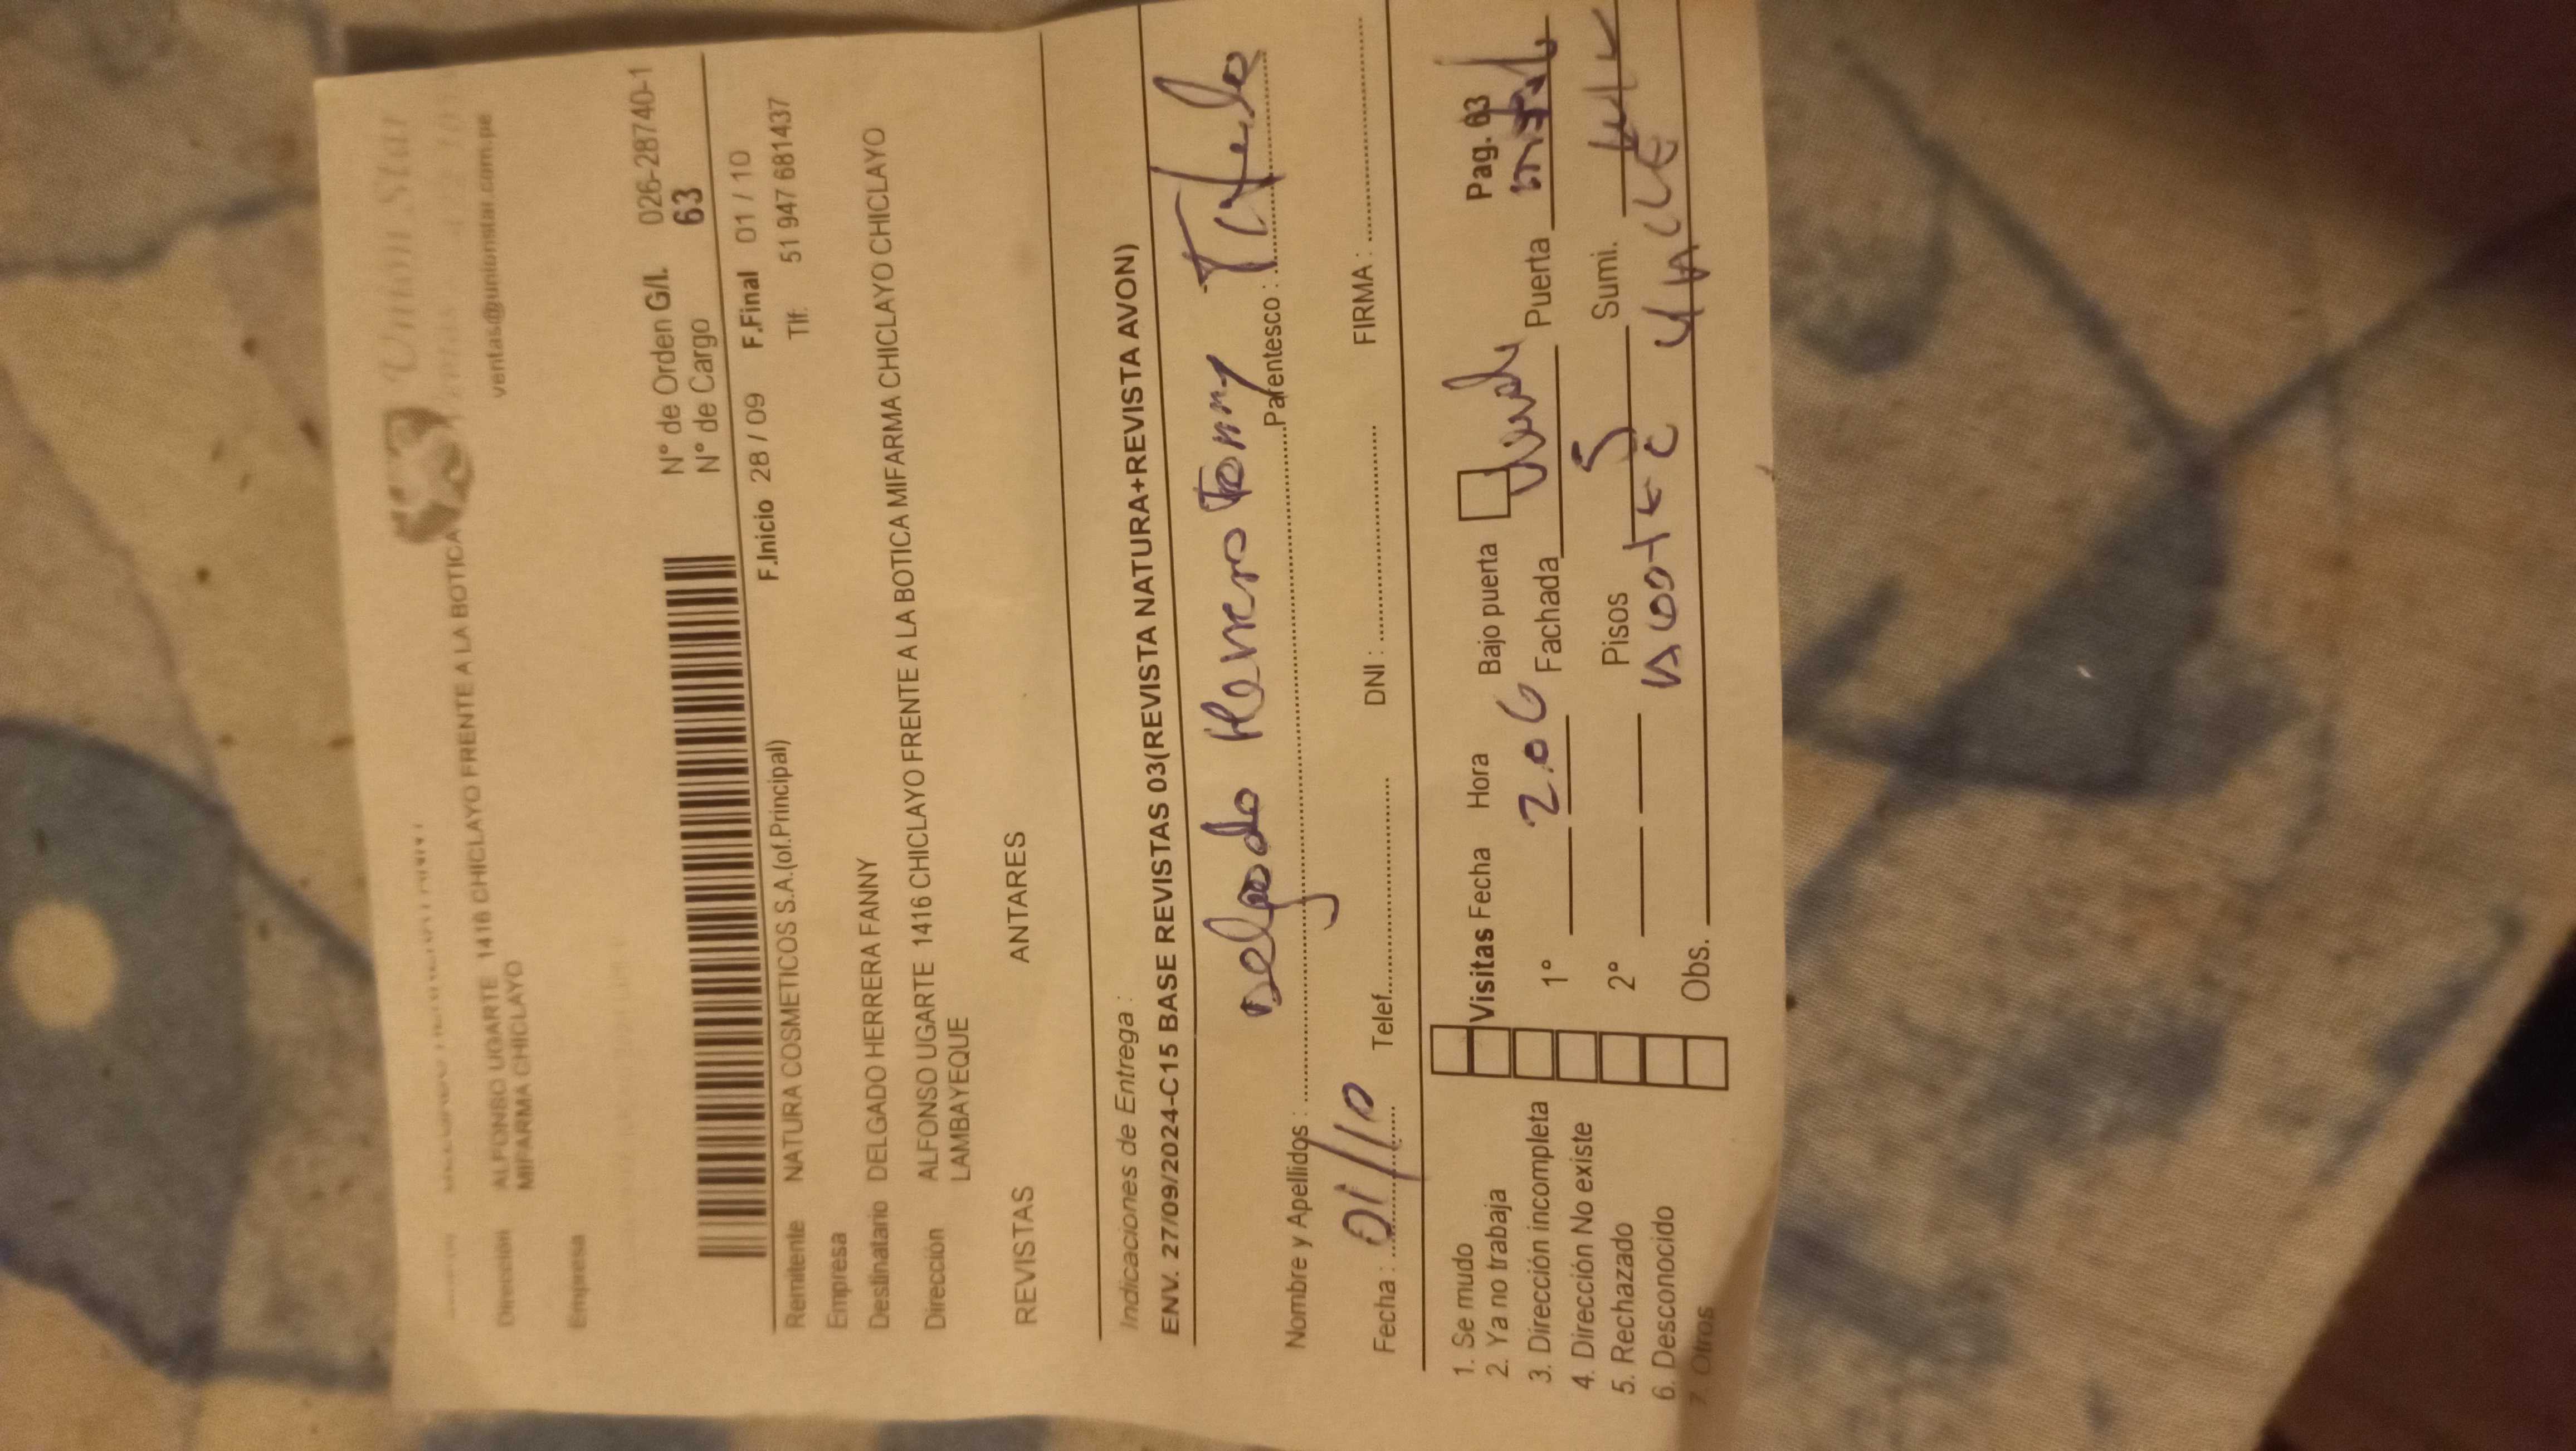 Union Star
ventas@gunionstar.com.pe
Dirección ALFONSO UGARTE 1416 CHICLAYO FRENTE A LA BOTICA
MIFARMA CHICLAYO
Empresa
N° de Orden G/I. 026-28740-1
N° de Cargo 63
F.Inicio 28 / 09 F.Final 01 / 10
Remitente NATURA COSMETICOS S.A.(of.Principal) Tlf: 51 947 681437
Empresa
Destinatario DELGADO HERRERA FANNY
Dirección ALFONSO UGARTE 1416 CHICLAYO FRENTE A LA BOTICA MIFARMA CHICLAYO CHICLAYO
LAMBAYEQUE
REVISTAS ANTARES
Indicaciones de Entrega :
ENV. 27/09/2024-C15 BASE REVISTAS 03(REVISTA NATURA+REVISTA AVON)
Delgado Herrero
Nombre y Apellidos : Parentesco :
Fecha : 01/10 Telef. DNI : FIRMA :
1. Se mudo Visitas Fecha Hora Bajo puerta Pag. 63
2. Ya no trabaja
3. Dirección incompleta 1° 2.06 Fachada Puerta
4. Dirección No existe
5. Rechazado 2° Pisos 5 Sumi.
6. Desconocido
7. Otros Obs.